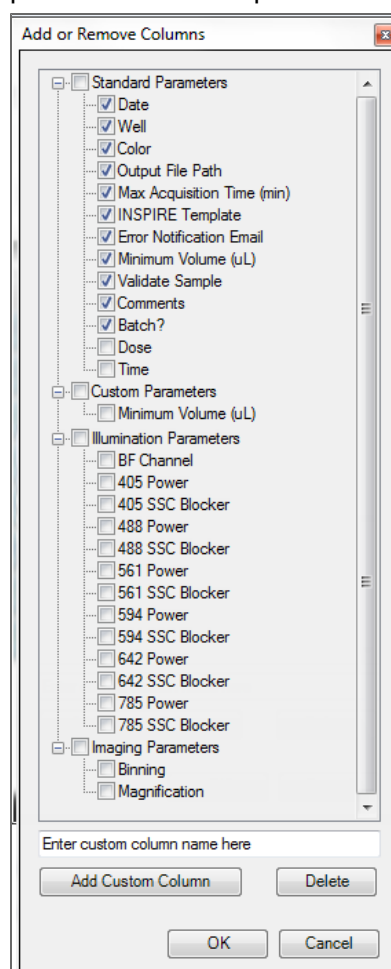 Add or Remove Columns
Standard Parameters
Date
Well
Color
Output File Path
Max Acquisition Time (min)
INSPIRE Template
Error Notification Email
Minimum Volume (uL)
Validate Sample
Comments
Batch?
Dose
Time
Custom Parameters
Minimum Volume (uL)
Illumination Parameters
BF Channel
405 Power
405 SSC Blocker
488 Power
488 SSC Blocker
561 Power
561 SSC Blocker
594 Power
594 SSC Blocker
642 Power
642 SSC Blocker
785 Power
785 SSC Blocker
Imaging Parameters
Binning
Magnification
Enter custom column name here
Add Custom Column Delete
OK Cancel